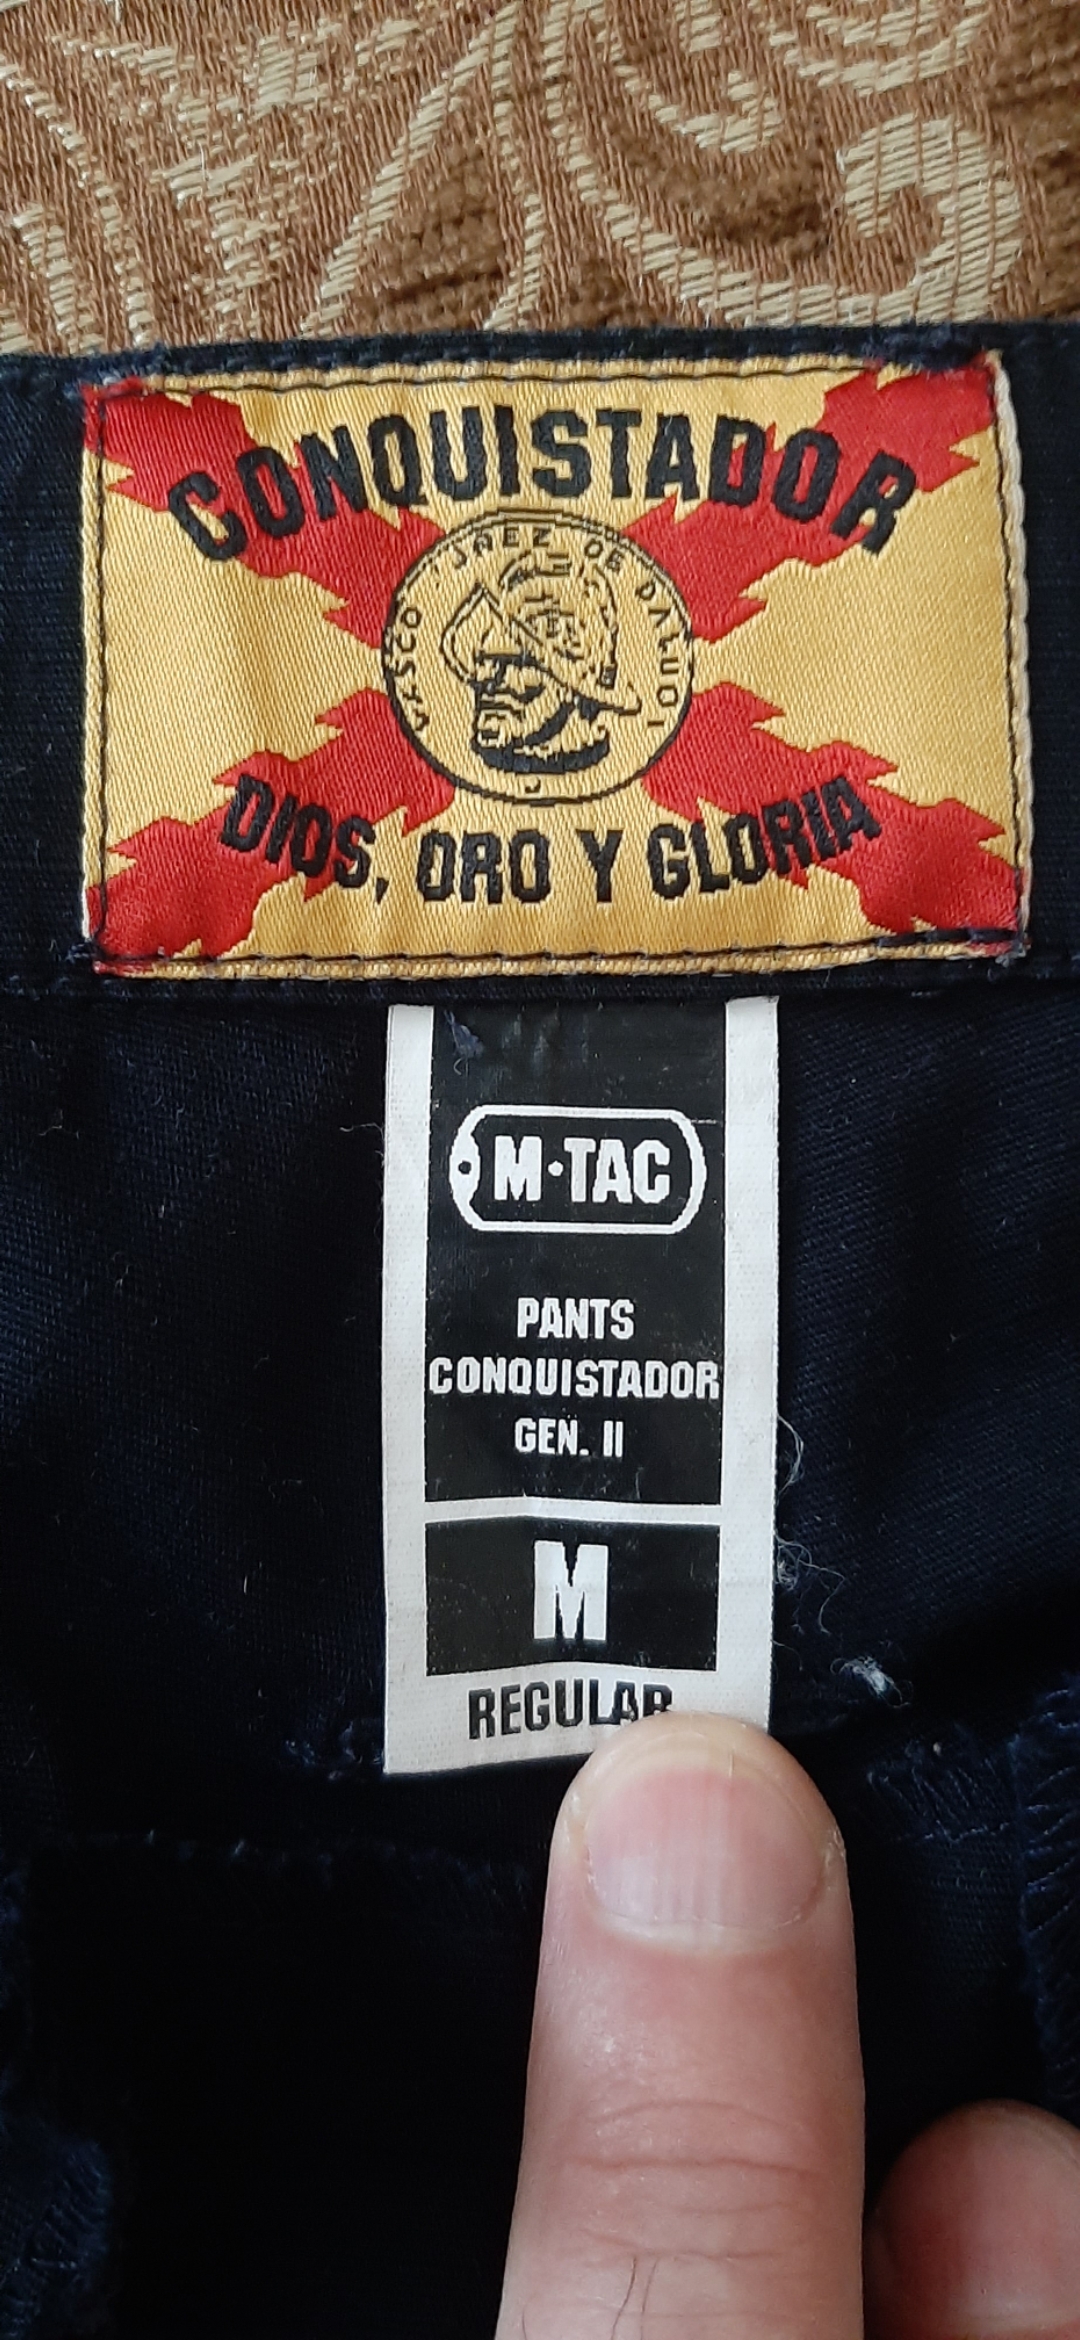 CONQUISTADOR
DIOS, ORO Y GLORIA
M·TAC
PANTS
CONQUISTADOR
GEN. II
M
REGULAR